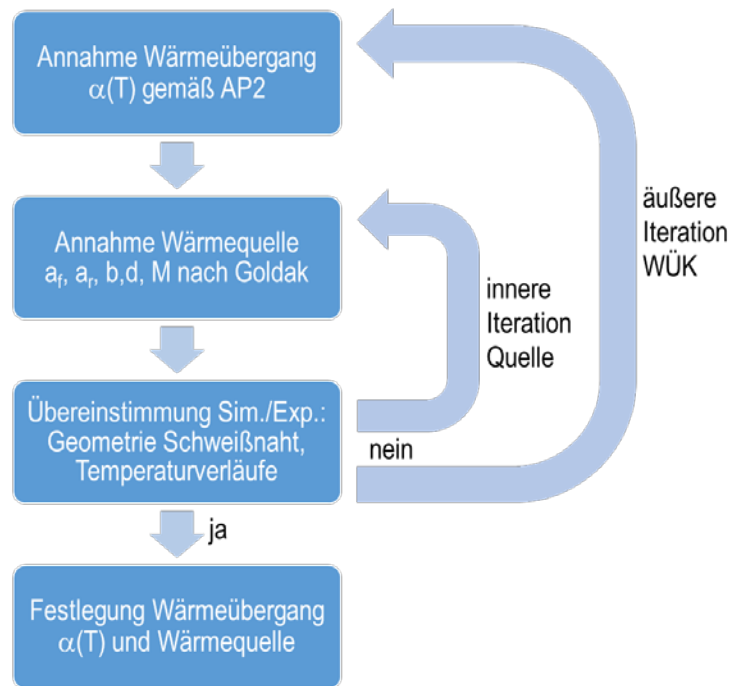 Annahme Wärmeübergang
α(T) gemäß AP2
Annahme Wärmequelle
af, ar, b,d, M nach Goldak
Übereinstimmung Sim./Exp.:
Geometrie Schweißnaht,
Temperaturverläufe
nein
ja
Festlegung Wärmeübergang
α(T) und Wärmequelle
innere
Iteration
Quelle
äußere
Iteration
WÜK